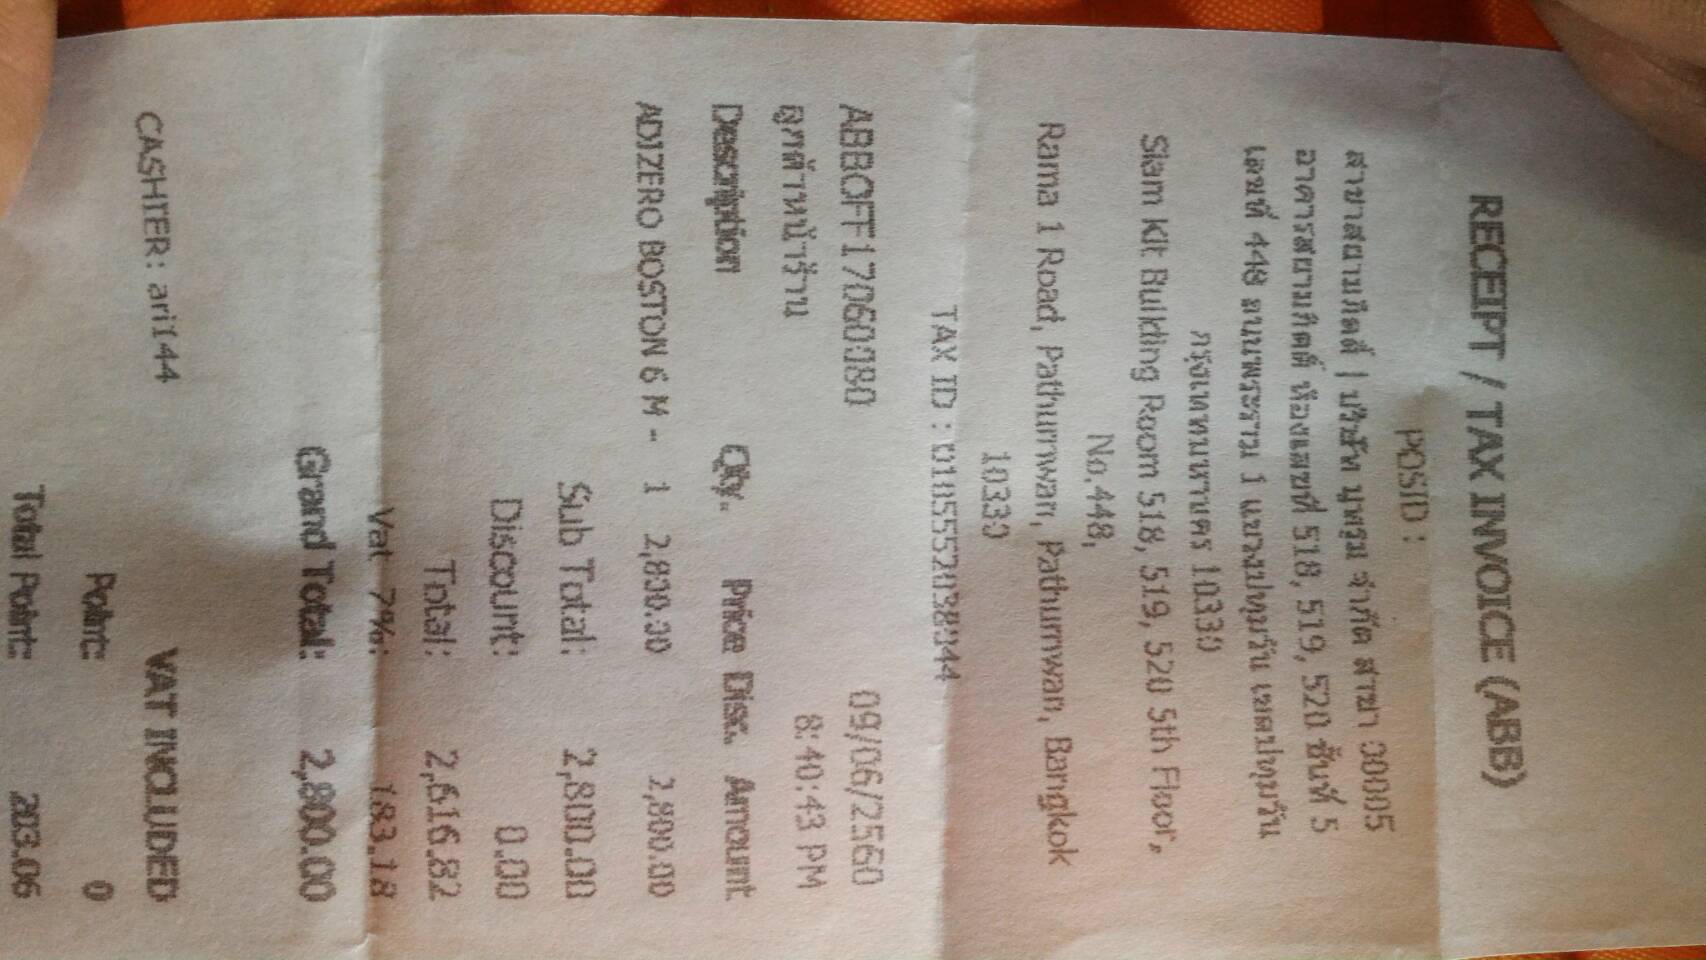 RECEIPT / TAX INVOICE (ABB)
POSID :
สาขาสยามกิตติ์ | บริษัท จำกัด สาขา 00005
อาคารสยามกิตติ์ ห้องเลขที่ 518, 519, 520 ชั้นที่ 5
เลขที่ 448 ถนนพระราม 1 แขวงปทุมวัน เขตปทุมวัน
กรุงเทพมหานคร 10330
Siam Kit Building Room 518, 519, 520 5th Floor,
No.448,
Rama 1 Road, Pathumwan, Pathumwan, Bangkok
10330
TAX ID : 0105552038044
ABBOFT17060080 09/06/2560
ลูกค้าหน้าร้าน 8:40:43 PM
Description Qty. Price Disc. Amount
ADIZERO BOSTON 6 M - 1 2,800.00 2,800.00
Sub Total: 2,800.00
Discount: 0.00
Total: 2,616.82
Vat 7%: 183.18
Grand Total: 2,800.00
CASHIER: arif44 VAT INCLUDED
Point: 0
Total Point: 203.06